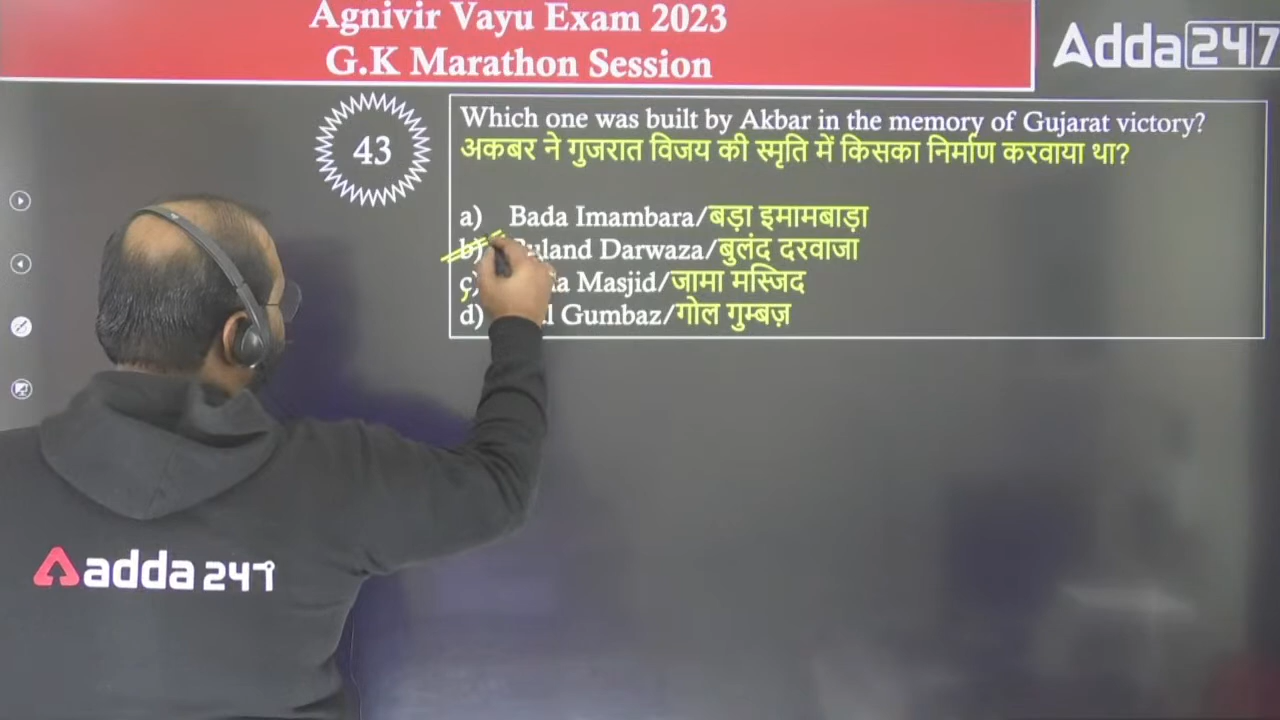 Agnivir Vayu Exam 2023
G.K Marathon Session
Adda247
43
Which one was built by Akbar in the memory of Gujarat victory?
अकबर ने गुजरात विजय की स्मृति में किसका निर्माण करवाया था?
a) Bada Imambara/बड़ा इमामबाड़ा
b) Darwaza/बुलंद दरवाजा
c) Masjid/जामा मस्जिद
d) Gumbaz/गोल गुम्बज़
adda247